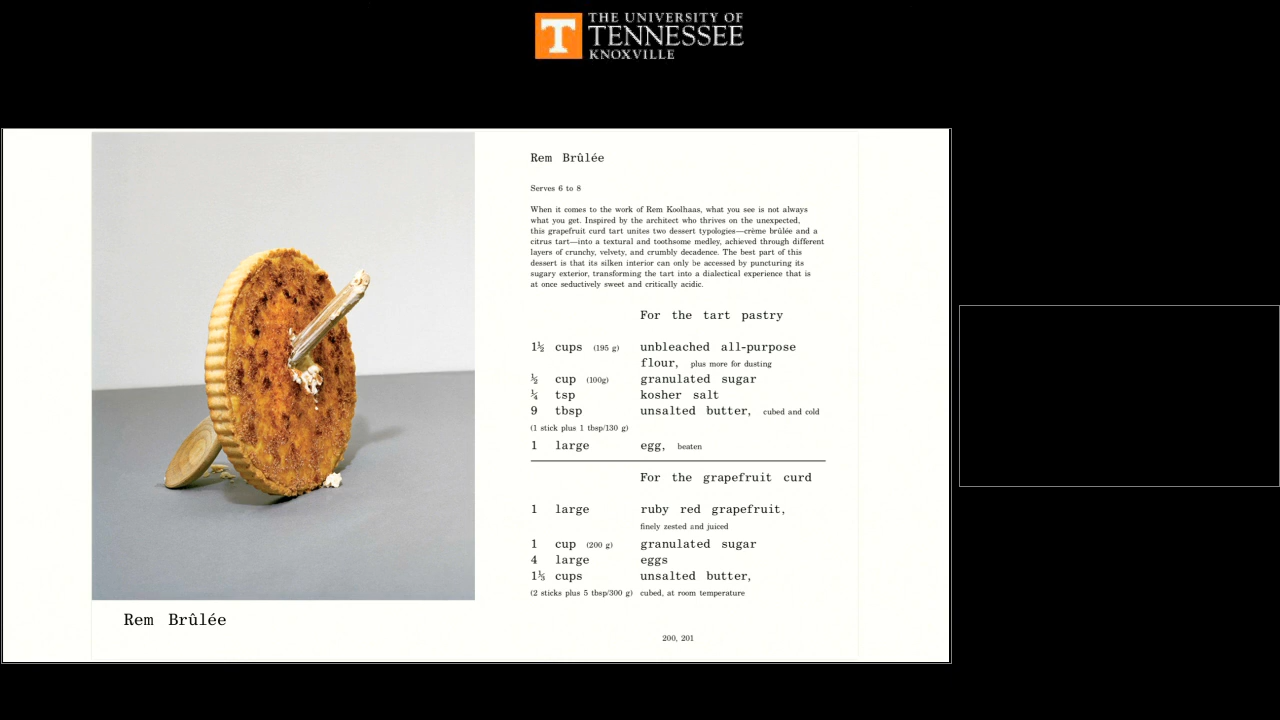 THE UNIVERSITY OF
TENNESSEE
KNOXVILLE
Rem Brûlée
Rem Brûlée
Serves 6 to 8
When it comes to the work of Rem Koolhaas, what you see is not always
what you get. Inspired by the architect who thrives on the unexpected,
this grapefruit curd tart unites two dessert typologies—crème brûlée and a
citrus tart—into a textural and toothsome medley, achieved through different
layers of crunchy, velvety, and crumbly decadence. The best part of this
dessert is that its silken interior can only be accessed by puncturing its
sugary exterior, transforming the tart into a dialectical experience that is
at once seductively sweet and critically acidic.
For the tart pastry
1½ cups (195 g) unbleached all-purpose
flour, plus more for dusting
½ cup (100g) granulated sugar
¼ tsp kosher salt
9 tbsp unsalted butter, cubed and cold
(1 stick plus 1 tbsp/130 g)
1 large egg, beaten
For the grapefruit curd
1 large ruby red grapefruit,
finely zested and juiced
1 cup (200 g) granulated sugar
4 large eggs
1⅓ cups unsalted butter,
(2 sticks plus 5 tbsp/300 g) cubed, at room temperature
200, 201